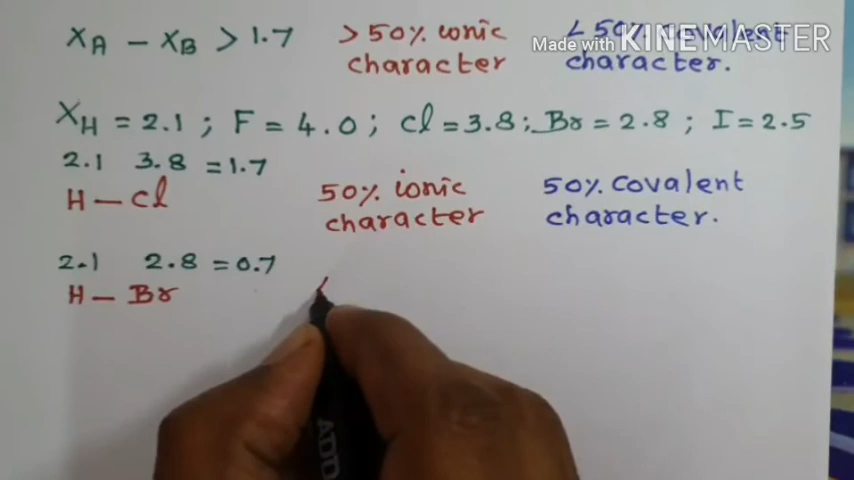 XA - XB > 1.7 > 50% ionic character < 50% covalent character.
Made with KINEMASTER
XH = 2.1 ; F = 4.0 ; Cl = 3.8 ; Br = 2.8 ; I = 2.5
2.1 3.8 = 1.7
H - Cl 50% ionic character 50% covalent character.
2.1 2.8 = 0.7
H - Br <